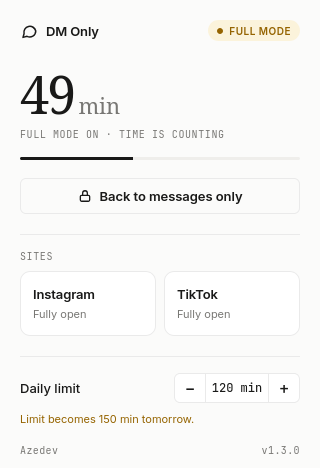 DM Only
FULL MODE
49 min
FULL MODE ON · TIME IS COUNTING
Back to messages only
SITES
Instagram
Fully open
TikTok
Fully open
Daily limit
− 120 min +
Limit becomes 150 min tomorrow.
Azedev
v1.3.0